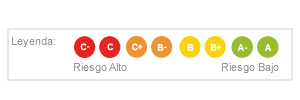 Leyenda: C- C C+ B- B B+ A- A
Riesgo Alto Riesgo Bajo